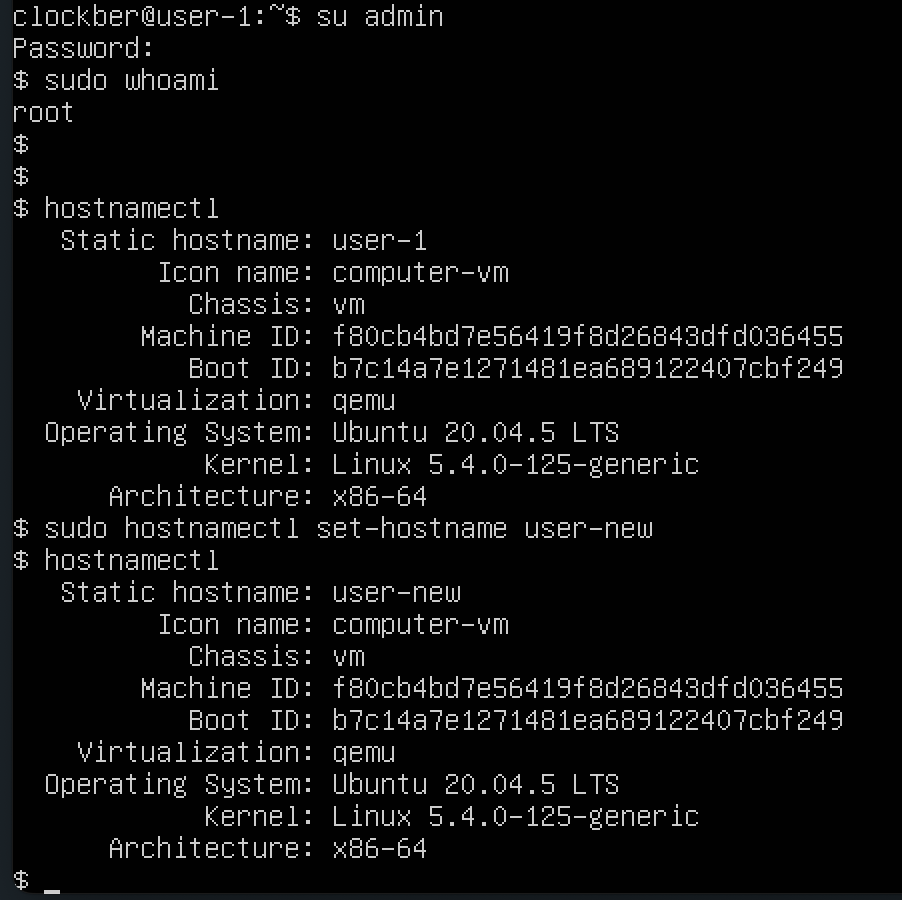 clockber@user-1:~$ su admin
Password:
$ sudo whoami
root
$
$
$ hostnamectl
   Static hostname: user-1
         Icon name: computer-vm
           Chassis: vm
        Machine ID: f80cb4bd7e56419f8d26843dfd036455
           Boot ID: b7c14a7e1271481ea689122407cbf249
    Virtualization: qemu
  Operating System: Ubuntu 20.04.5 LTS
            Kernel: Linux 5.4.0-125-generic
      Architecture: x86-64
$ sudo hostnamectl set-hostname user-new
$ hostnamectl
   Static hostname: user-new
         Icon name: computer-vm
           Chassis: vm
        Machine ID: f80cb4bd7e56419f8d26843dfd036455
           Boot ID: b7c14a7e1271481ea689122407cbf249
    Virtualization: qemu
  Operating System: Ubuntu 20.04.5 LTS
            Kernel: Linux 5.4.0-125-generic
      Architecture: x86-64
$ _